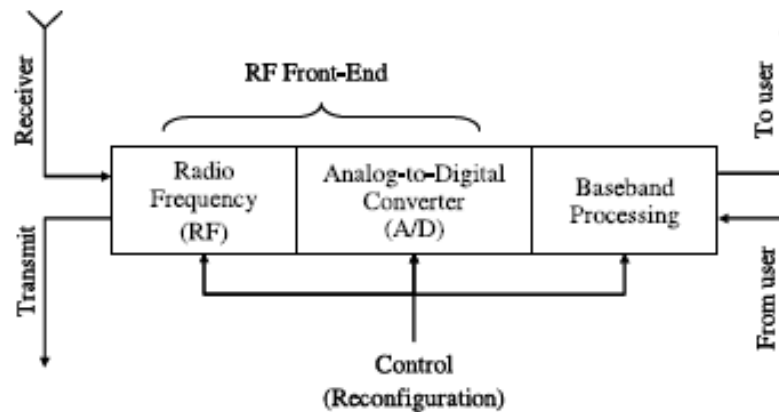 RF Front-End
Receiver
Transmit
Radio
Frequency
(RF)
Analog-to-Digital
Converter
(A/D)
Baseband
Processing
To user
From user
Control
(Reconfiguration)